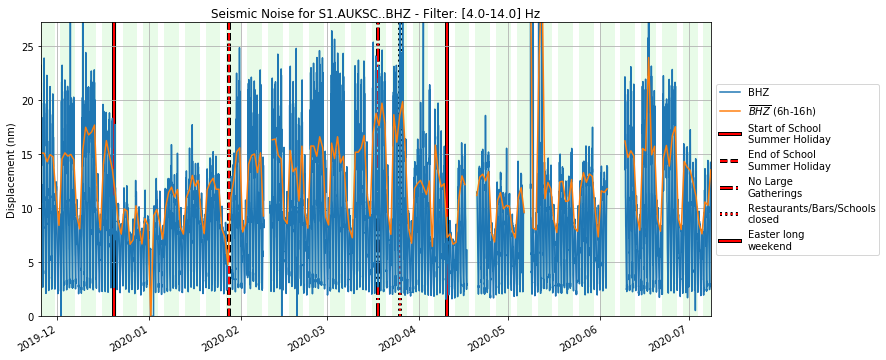 Seismic Noise for S1.AUKSC..BHZ - Filter: [4.0-14.0] Hz
Displacement (nm)
25
20
15
10
5
0
2019-12
2020-01
2020-02
2020-03
2020-04
2020-05
2020-06
2020-07
BHZ
BHZ (6h-16h)
Start of School
Summer Holiday
End of School
Summer Holiday
No Large
Gatherings
Restaurants/Bars/Schools
closed
Easter long
weekend